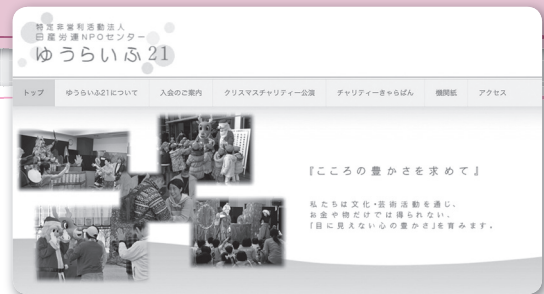 特定非営利活動法人
日産労連NPOセンター
ゆうらいふ21
トップ
ゆうらいふ21について
入会のご案内
クリスマスチャリティー公演
チャリティーきゃらばん
機関紙
アクセス
『こころの豊かさを求めて』
私たちは文化・芸術活動を通じ、
お金や物だけでは得られない、
「目に見えない心の豊かさ」を育みます。